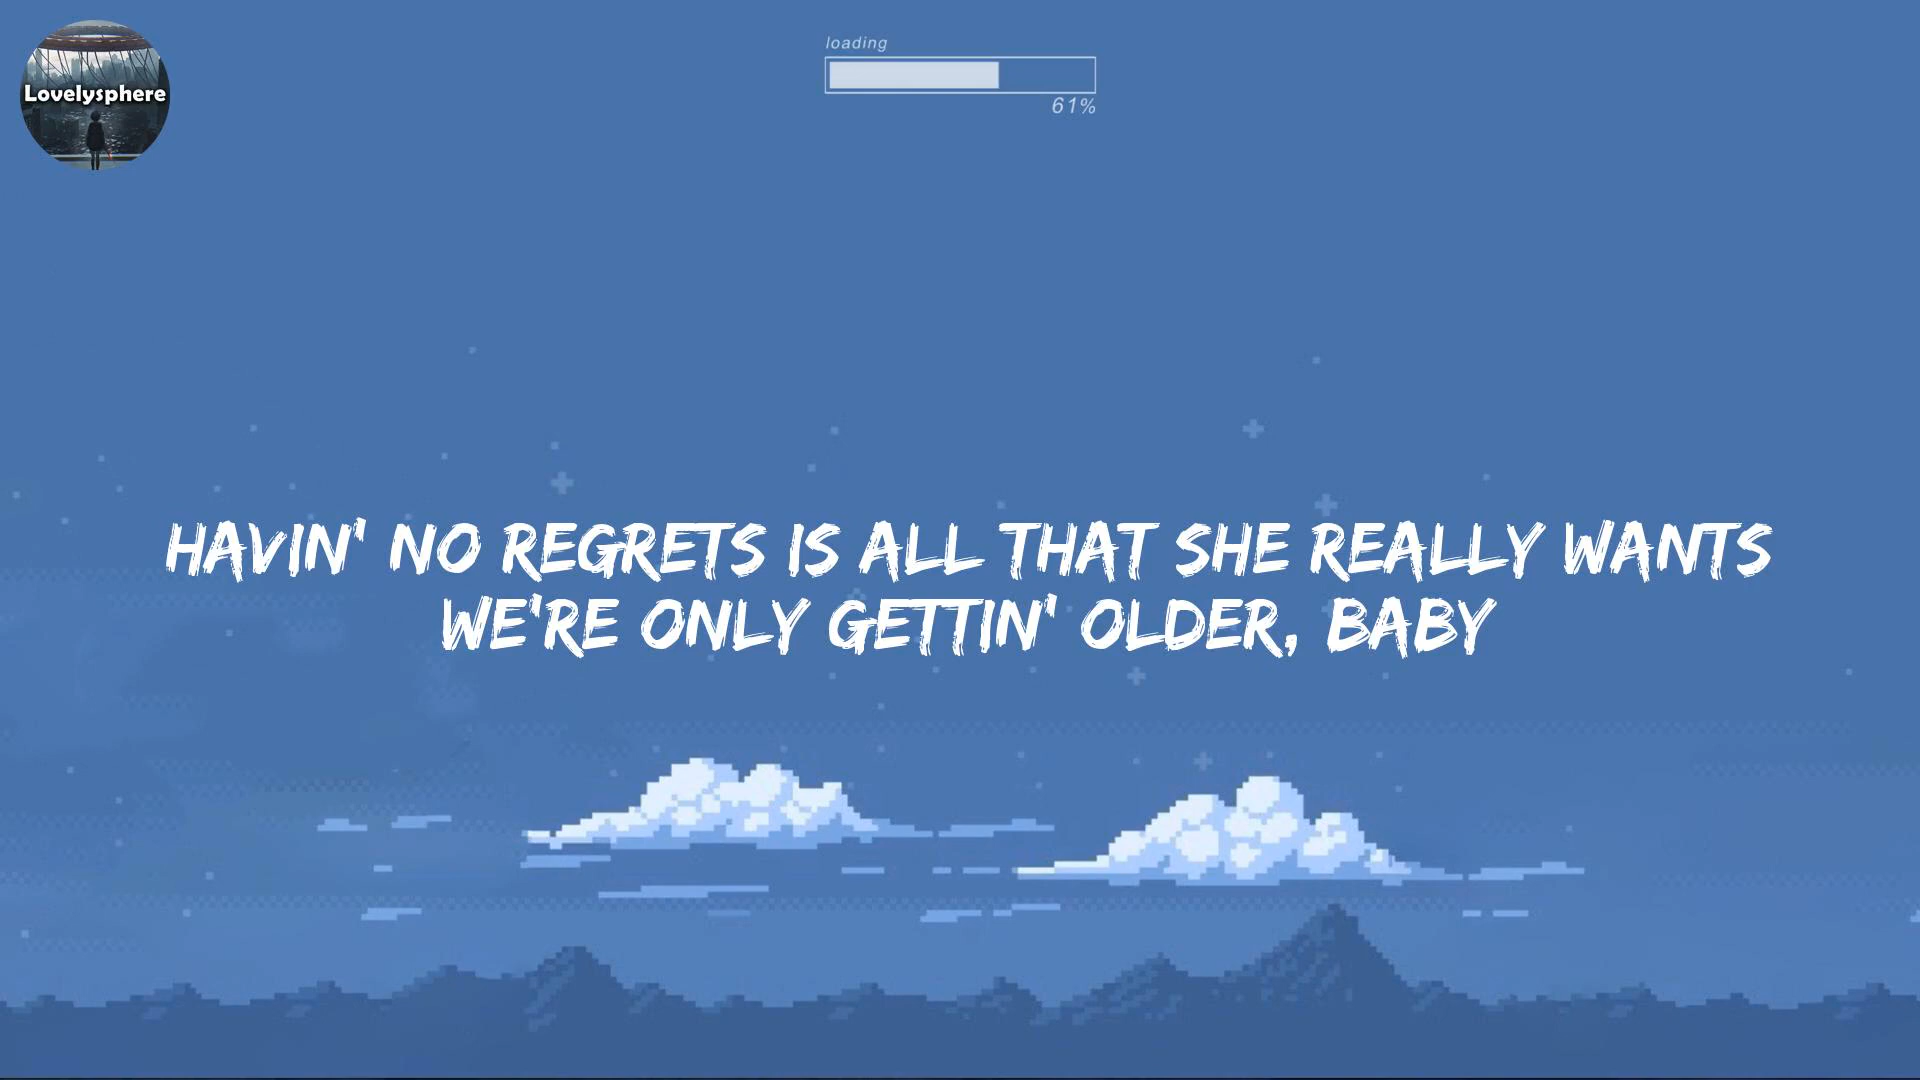 Lovelysphere
loading
61%
HAVIN' NO REGRETS IS ALL THAT SHE REALLY WANTS
WE'RE ONLY GETTIN' OLDER, BABY